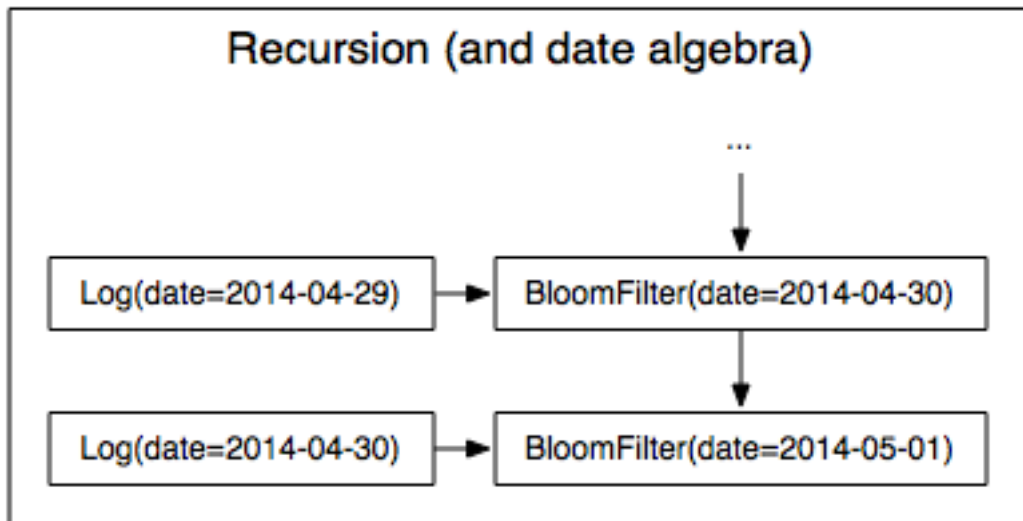 Recursion (and date algebra)
...
Log(date=2014-04-29)
BloomFilter(date=2014-04-30)
Log(date=2014-04-30)
BloomFilter(date=2014-05-01)